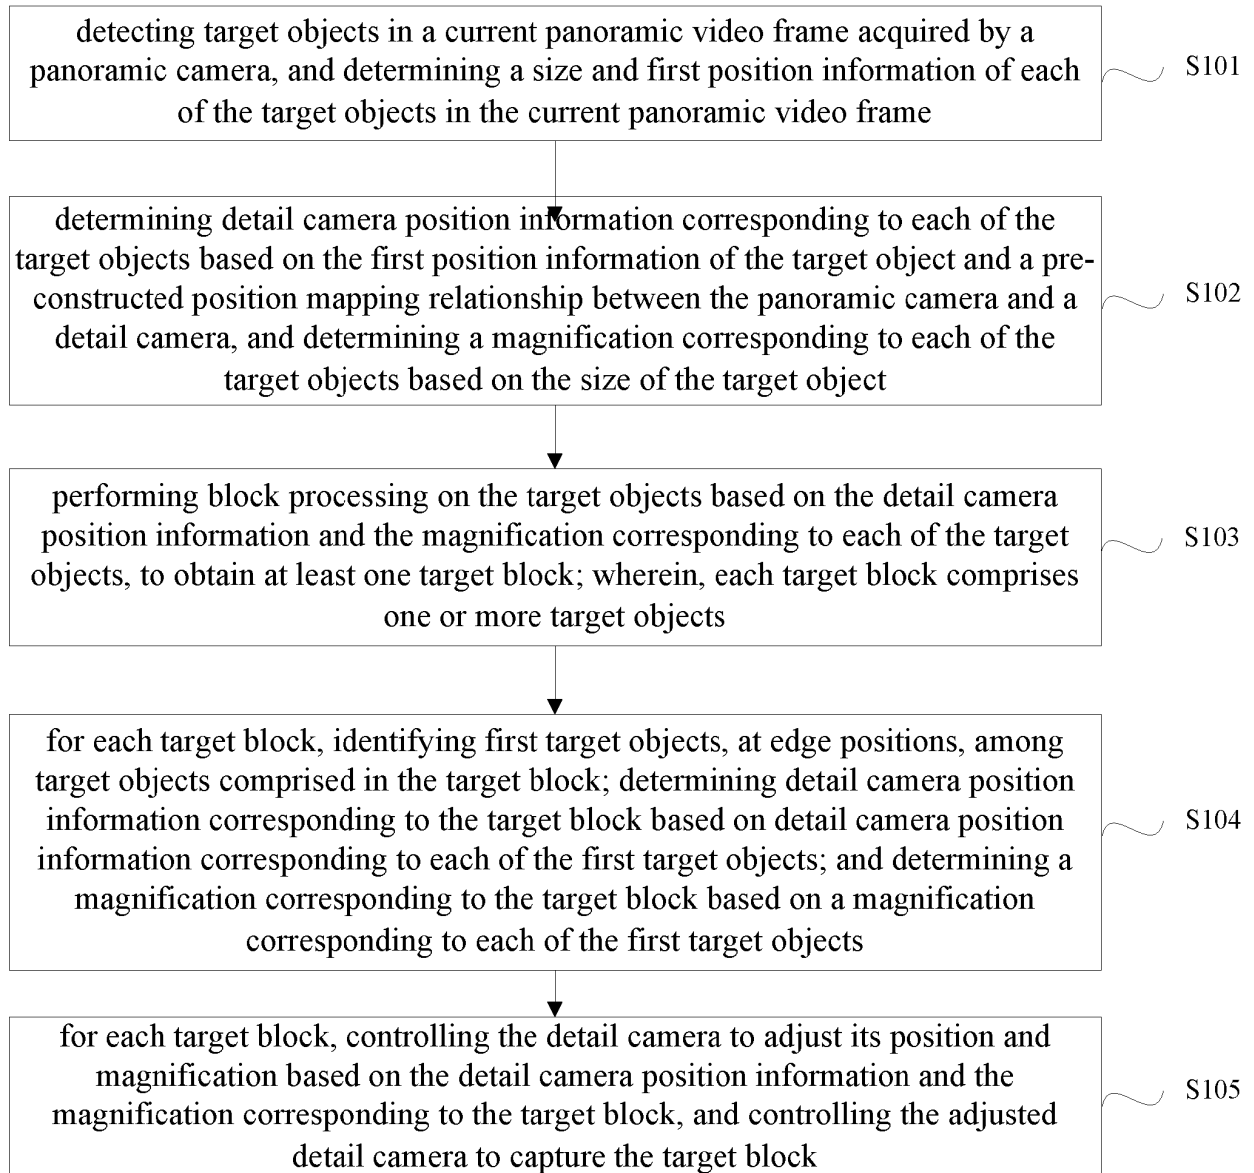 detecting target objects in a current panoramic video frame acquired by a
panoramic camera, and determining a size and first position information of each
of the target objects in the current panoramic video frame
S101
determining detail camera position information corresponding to each of the
target objects based on the first position information of the target object and a pre-
constructed position mapping relationship between the panoramic camera and a
detail camera, and determining a magnification corresponding to each of the
target objects based on the size of the target object
S102
performing block processing on the target objects based on the detail camera
position information and the magnification corresponding to each of the target
objects, to obtain at least one target block; wherein, each target block comprises
one or more target objects
S103
for each target block, identifying first target objects, at edge positions, among
target objects comprised in the target block; determining detail camera position
information corresponding to the target block based on detail camera position
information corresponding to each of the first target objects; and determining a
magnification corresponding to the target block based on a magnification
corresponding to each of the first target objects
S104
for each target block, controlling the detail camera to adjust its position and
magnification based on the detail camera position information and the
magnification corresponding to the target block, and controlling the adjusted
detail camera to capture the target block
S105